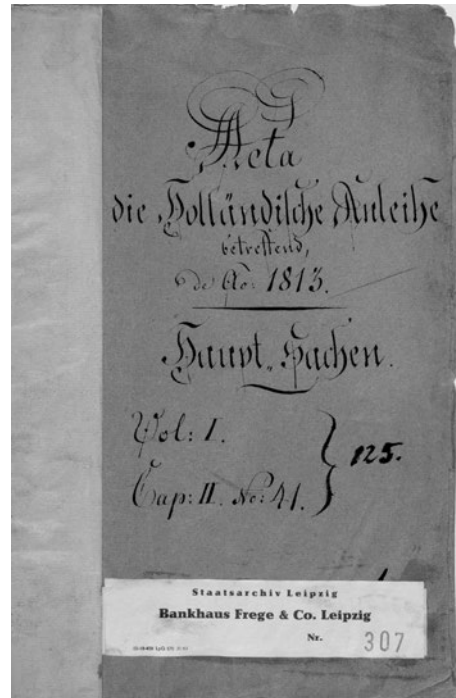 Acta
die Holländische Anleihe
betreffend,
de Ao: 1813.
Haupt-Sachen.
Vol: I.
Cap: II. No: 41.
125.
Staatsarchiv Leipzig
Bankhaus Frege & Co. Leipzig
Nr. 307